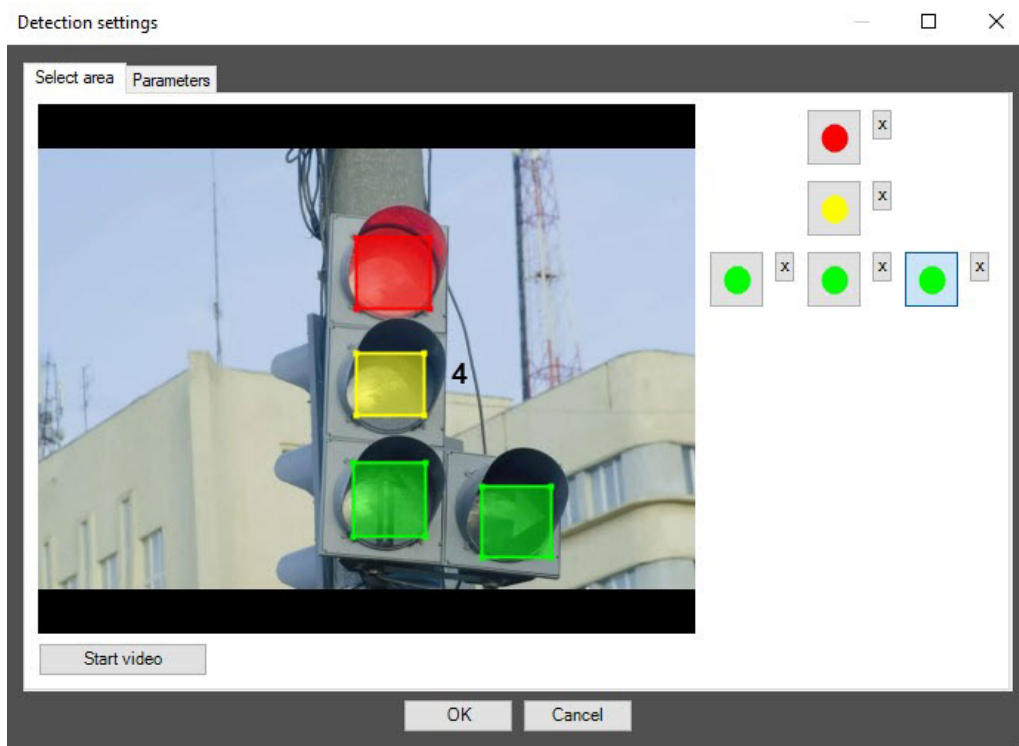 Detection settings
Select area Parameters
x
x
x x x
4
Start video
OK Cancel